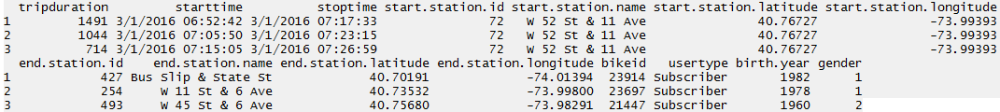 tripduration starttime stoptime start.station.id start.station.name start.station.latitude start.station.longitude
1 1491 3/1/2016 06:52:42 3/1/2016 07:17:33 72 W 52 St & 11 Ave 40.76727 -73.99393
2 1044 3/1/2016 07:05:50 3/1/2016 07:23:15 72 W 52 St & 11 Ave 40.76727 -73.99393
3 714 3/1/2016 07:15:05 3/1/2016 07:26:59 72 W 52 St & 11 Ave 40.76727 -73.99393
end.station.id end.station.name end.station.latitude end.station.longitude bikeid usertype birth.year gender
1 427 Bus Slip & State St 40.70191 -74.01394 23914 Subscriber 1982 1
2 254 W 11 St & 6 Ave 40.73532 -73.99800 23697 Subscriber 1978 1
3 493 W 45 St & 6 Ave 40.75680 -73.98291 21447 Subscriber 1960 2